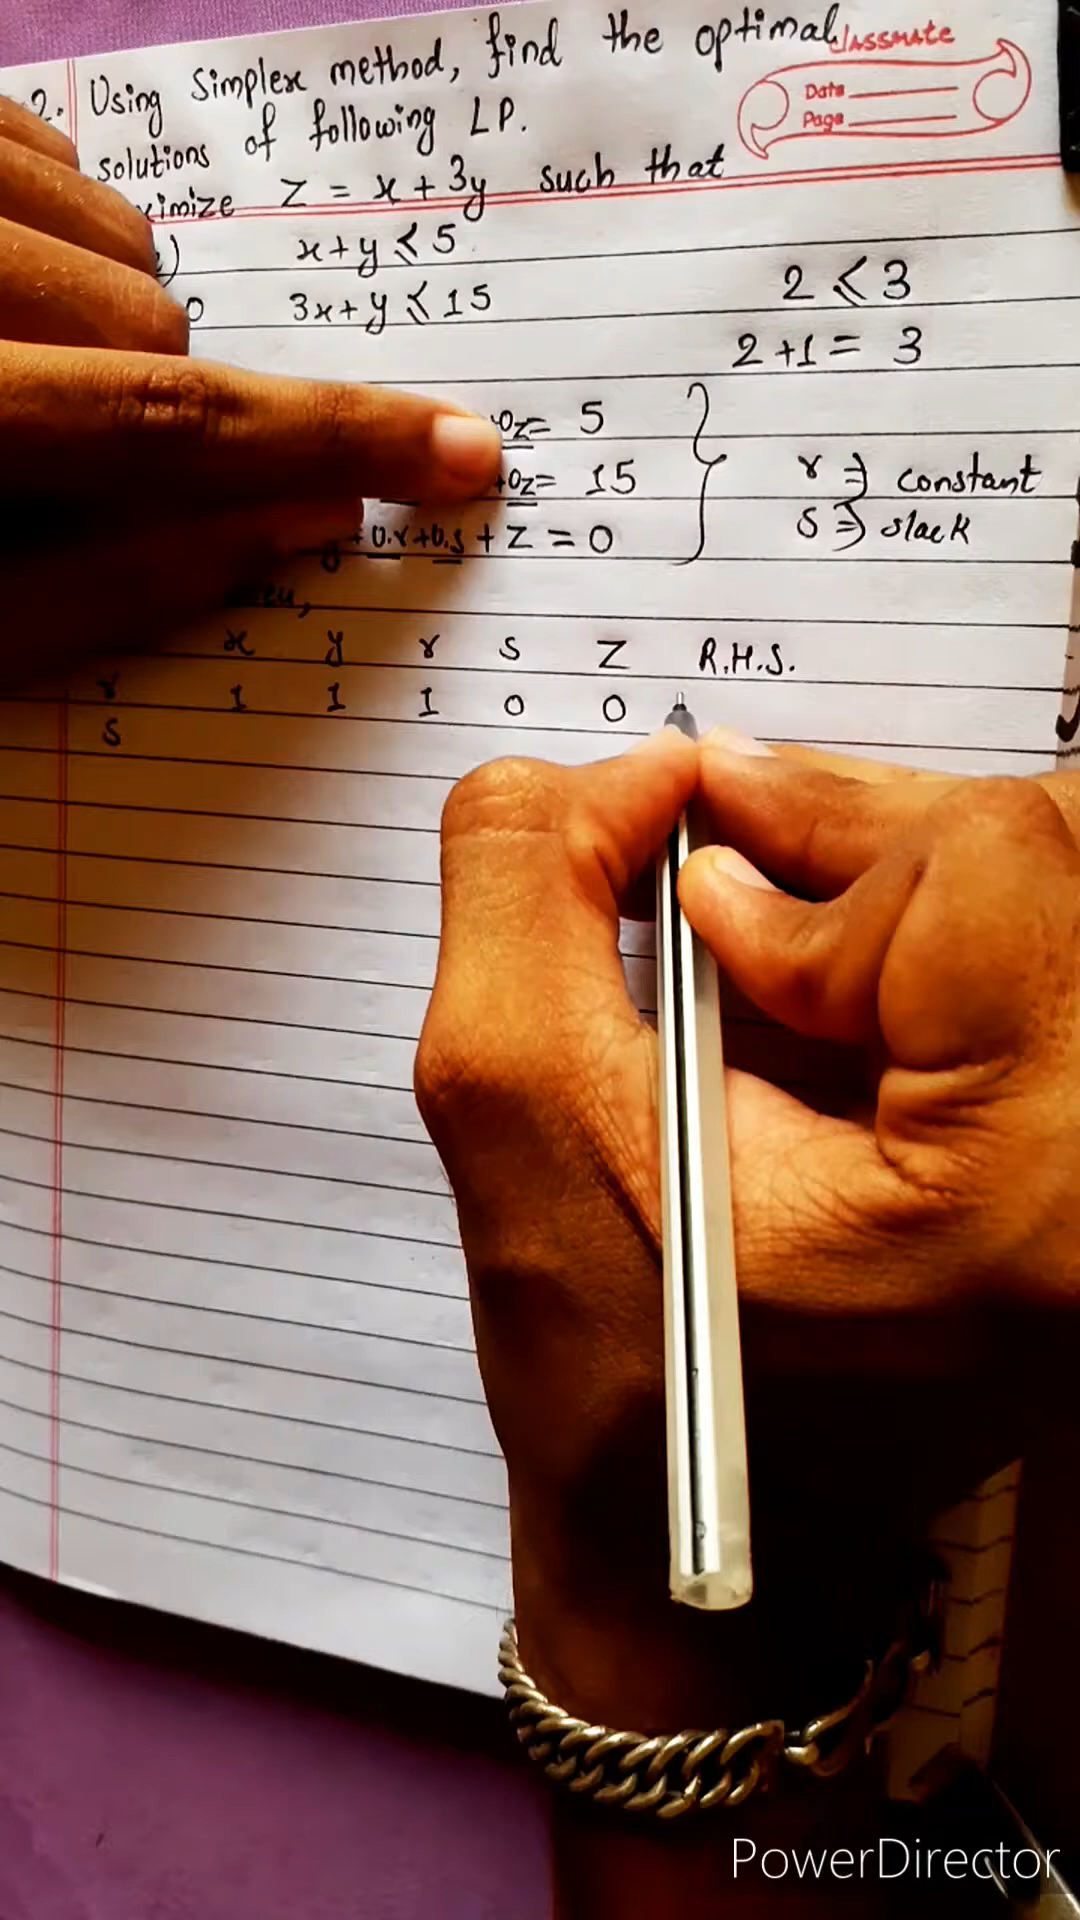 2. Using Simplex method, find the optimal
classmate
Date
Page
solutions of following LP.
ximize Z = x + 3y such that
x + y ⩽ 5
0 3x + y ⩽ 15
2 ⩽ 3
2 + 1 = 3
0z = 5
+0z = 15
+ 0.r + 0.s + Z = 0
r ⇒ constant
S ⇒ slack
x y r S Z R.H.S.
r 1 1 1 0 0
S
PowerDirector